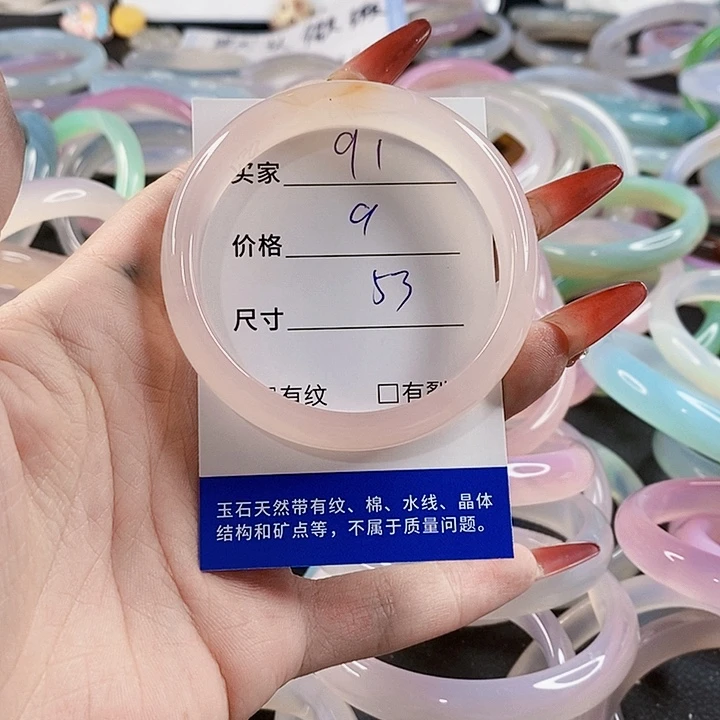 买家 91
价格 9
尺寸 53
有纹 □有裂
玉石天然带有纹、棉、水线、晶体
结构和矿点等，不属于质量问题。